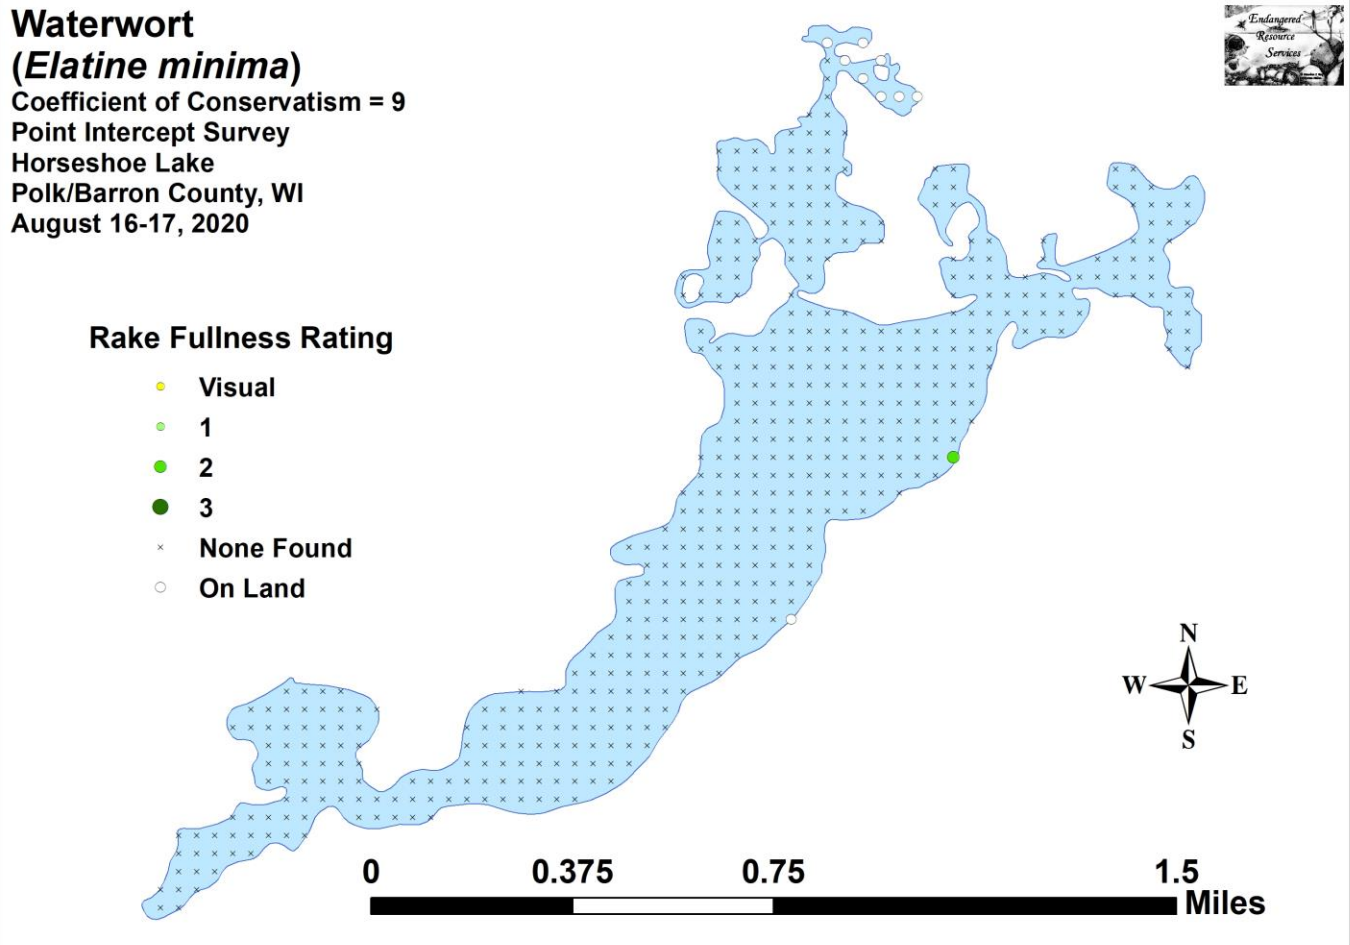 Waterwort
(Elatine minima)
Coefficient of Conservatism = 9
Point Intercept Survey
Horseshoe Lake
Polk/Barron County, WI
August 16-17, 2020
Endangered
Resource
Services
Rake Fullness Rating
Visual
1
2
3
None Found
On Land
N
W E
S
0 0.375 0.75 1.5
Miles